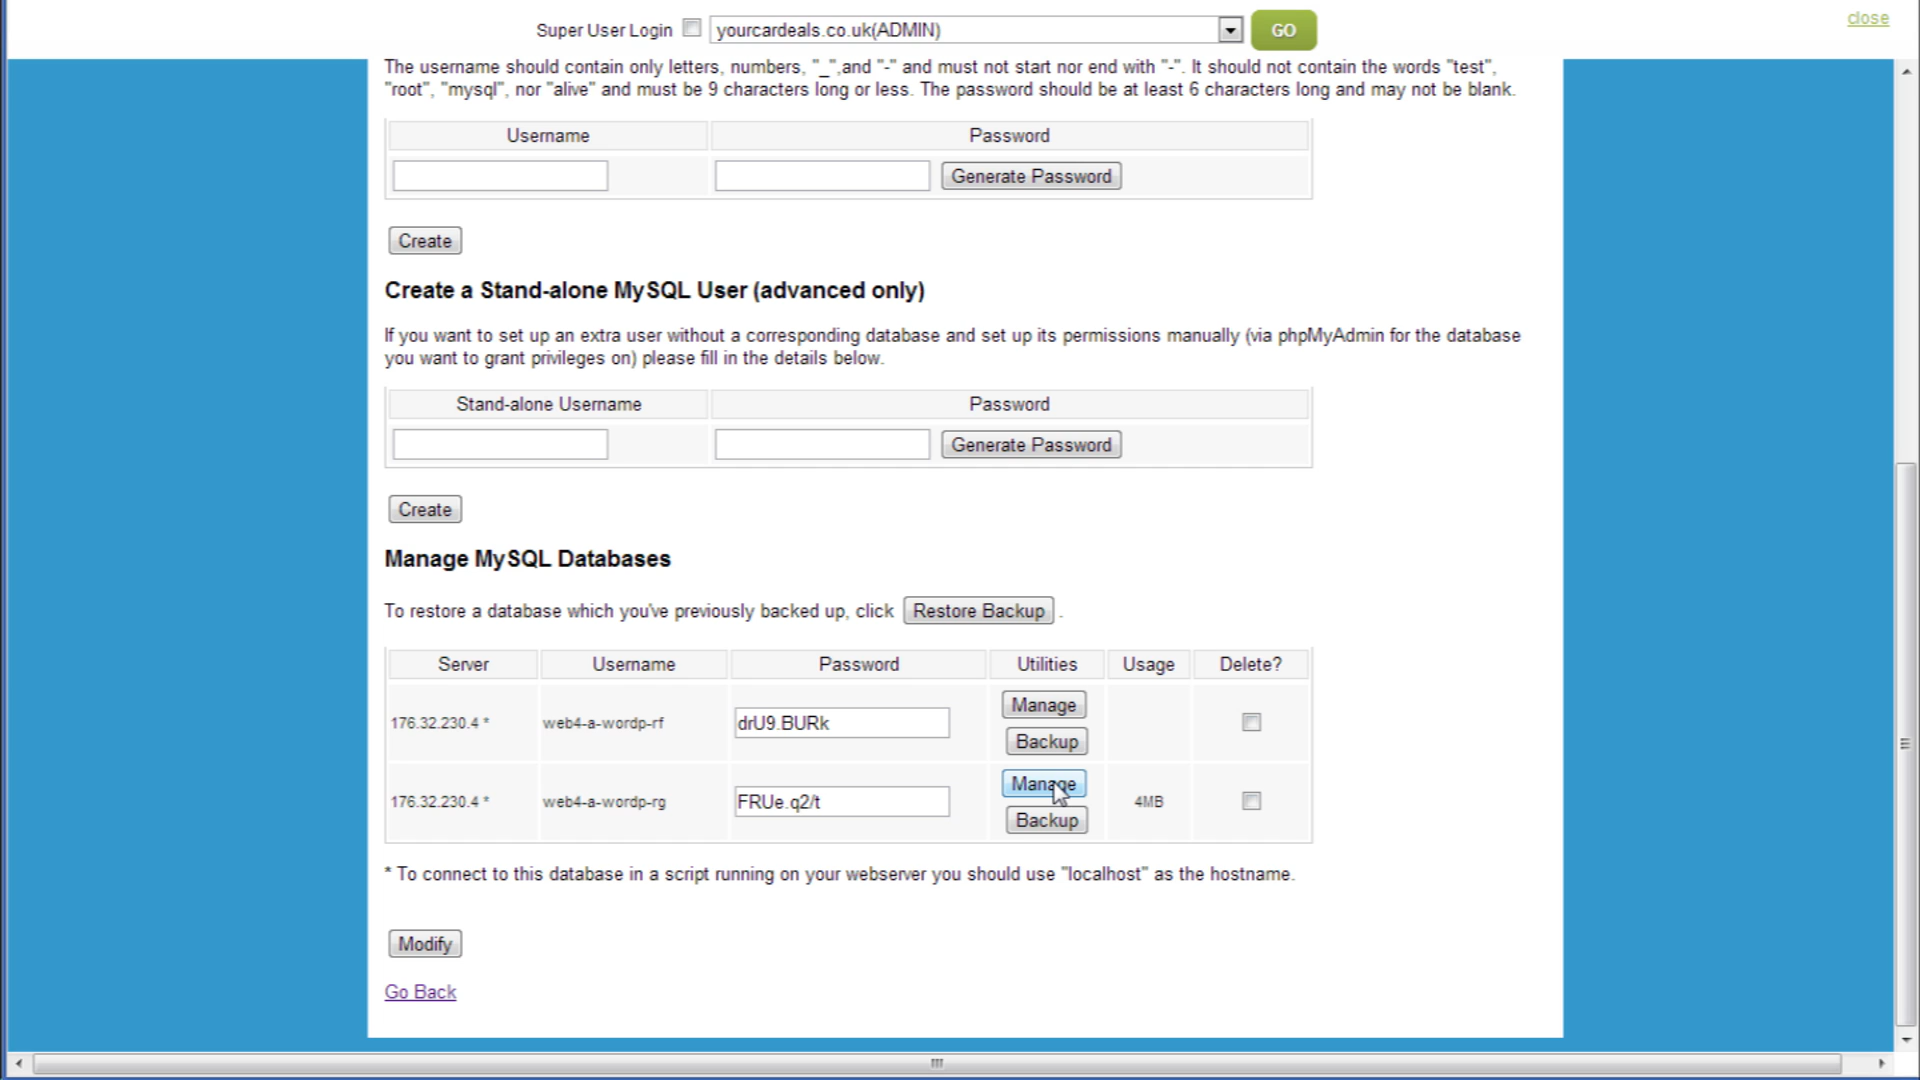 close
Super User Login yourcardeals.co.uk(ADMIN) GO
The username should contain only letters, numbers, "_",and "-" and must not start nor end with "-". It should not contain the words "test",
"root", "mysql", nor "alive" and must be 9 characters long or less. The password should be at least 6 characters long and may not be blank.
Username Password
Generate Password
Create
Create a Stand-alone MySQL User (advanced only)
If you want to set up an extra user without a corresponding database and set up its permissions manually (via phpMyAdmin for the database
you want to grant privileges on) please fill in the details below.
Stand-alone Username Password
Generate Password
Create
Manage MySQL Databases
To restore a database which you've previously backed up, click Restore Backup .
Server Username Password Utilities Usage Delete?
Manage
176.32.230.4 * web4-a-wordp-rf drU9.BURk
Backup
Manage
176.32.230.4 * web4-a-wordp-rg FRUe.q2/t 4MB
Backup
* To connect to this database in a script running on your webserver you should use "localhost" as the hostname.
Modify
Go Back